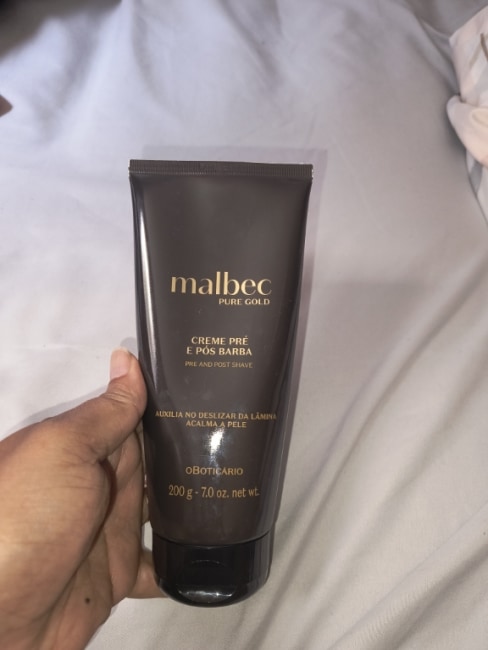 malbec
PURE GOLD
CREME PRÉ
E PÓS BARBA
PRE AND POST SHAVE
AUXILIA NO DESLIZAR DA LÂMINA
ACALMA A PELE
oBOTICÁRIO
200 g - 7.0 oz. net wt.